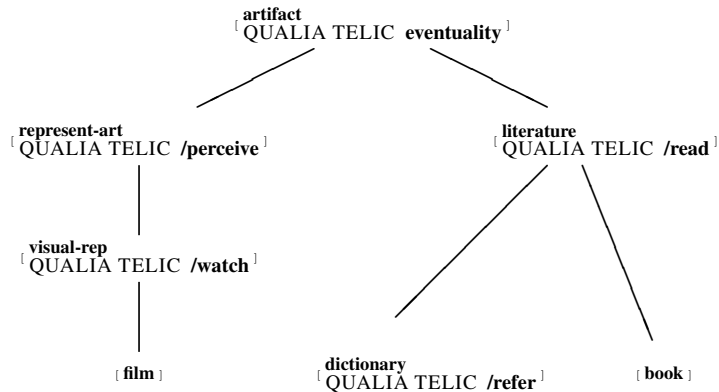 artifact
[ QUALIA TELIC eventuality ]
represent-art
[ QUALIA TELIC /perceive ]
literature
[ QUALIA TELIC /read ]
visual-rep
[ QUALIA TELIC /watch ]
[ film ]
dictionary
[ QUALIA TELIC /refer ]
[ book ]